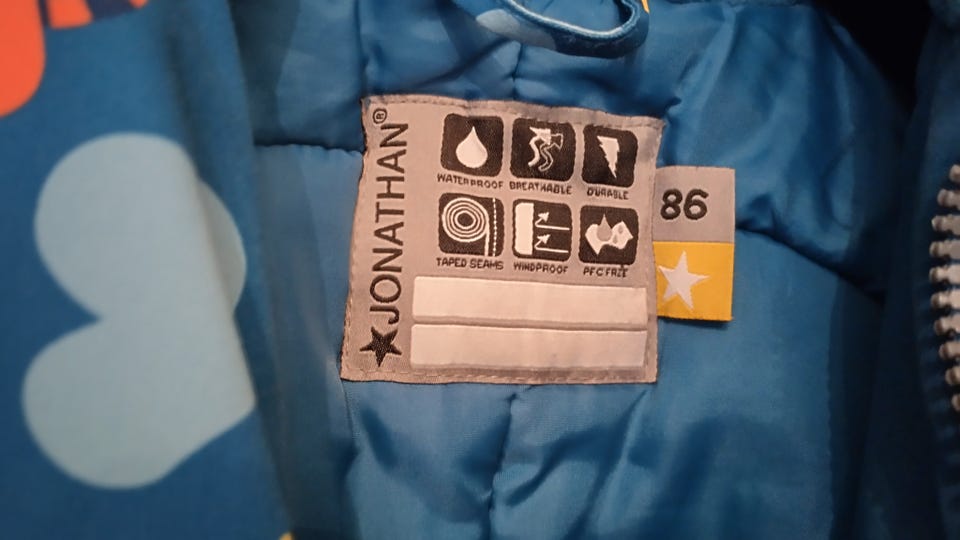 JONATHAN®
WATERPROOF BREATHABLE DURABLE
TAPED SEAMS WINDPROOF PFC FREE
86